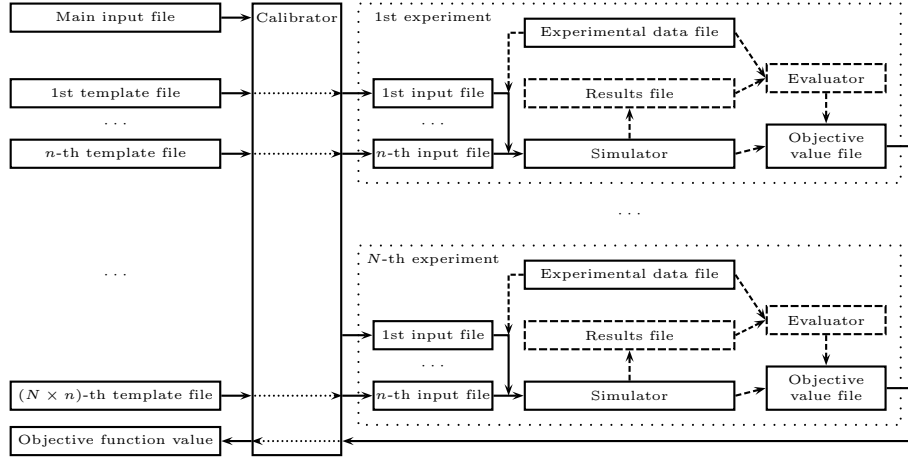 Main input file
Calibrator
1st experiment
Experimental data file
1st template file
1st input file
Results file
Evaluator
. . .
. . .
n-th template file
n-th input file
Simulator
Objective
value file
. . .
N-th experiment
. . .
Experimental data file
1st input file
Results file
Evaluator
. . .
(N × n)-th template file
n-th input file
Simulator
Objective
value file
Objective function value